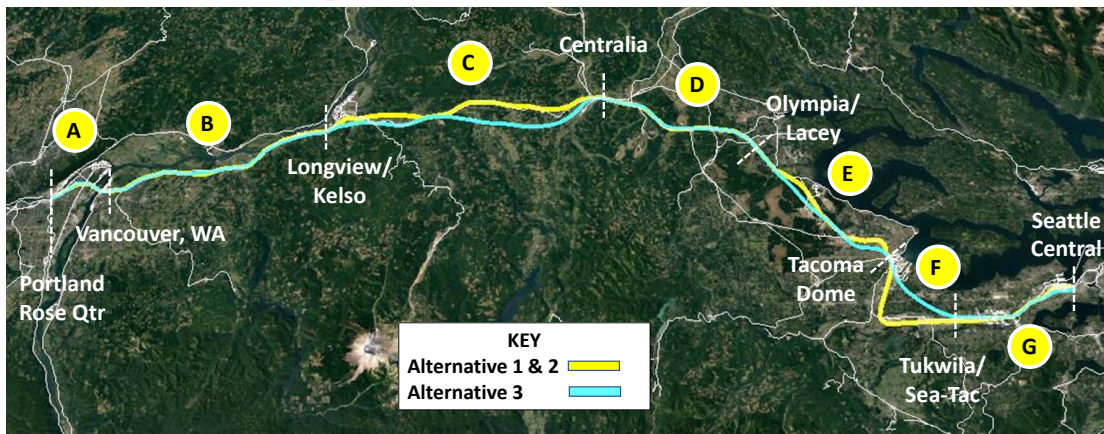 A
B
C
Centralia
D
Olympia/
Lacey
E
Longview/
Kelso
Vancouver, WA
Portland
Rose Qtr
Tacoma
Dome
F
Seattle
Central
G
Tukwila/
Sea-Tac
KEY
Alternative 1 & 2
Alternative 3